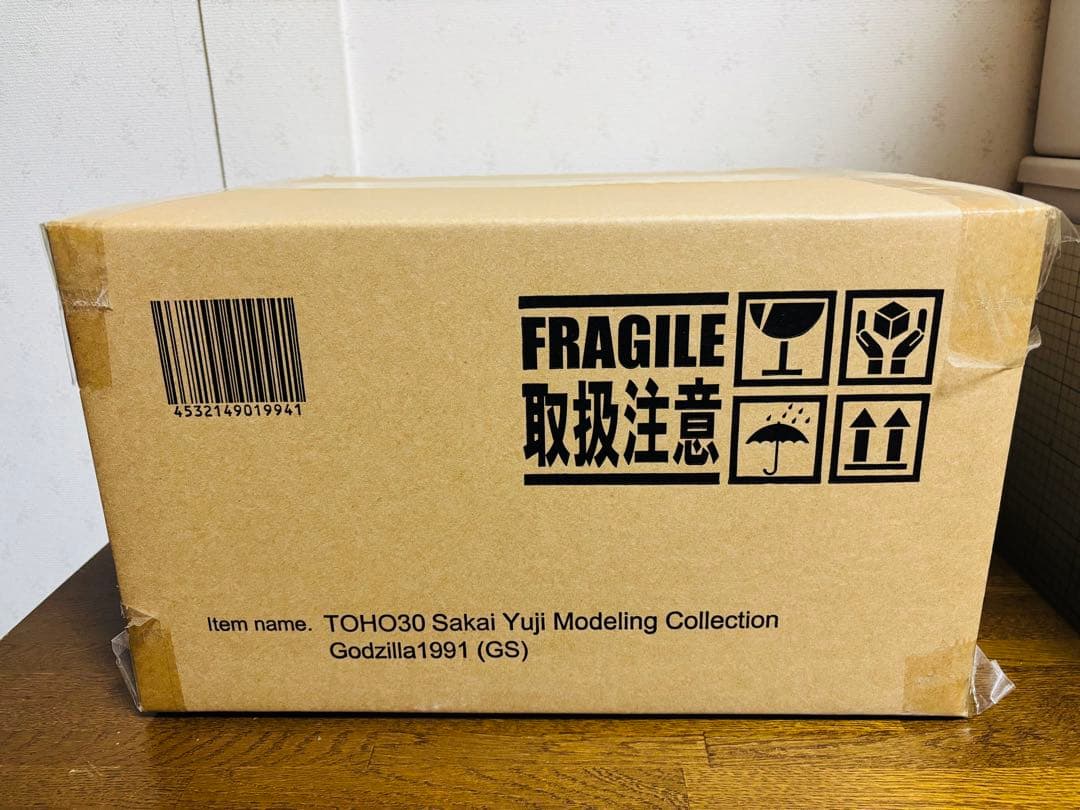 4532149019941
FRAGILE
取扱注意
Item name. TOHO30 Sakai Yuji Modeling Collection
Godzilla1991 (GS)